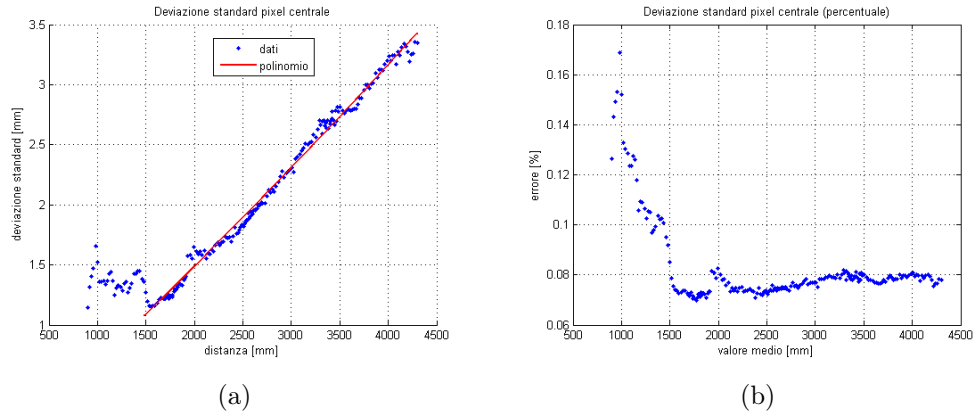 Deviazione standard pixel centrale
3.5
3
2.5
2
1.5
1
deviazione standard [mm]
dati
polinomio
500 1000 1500 2000 2500 3000 3500 4000 4500
distanza [mm]
(a)
Deviazione standard pixel centrale (percentuale)
0.18
0.16
0.14
0.12
0.1
0.08
0.06
errore [%]
500 1000 1500 2000 2500 3000 3500 4000 4500
valore medio [mm]
(b)